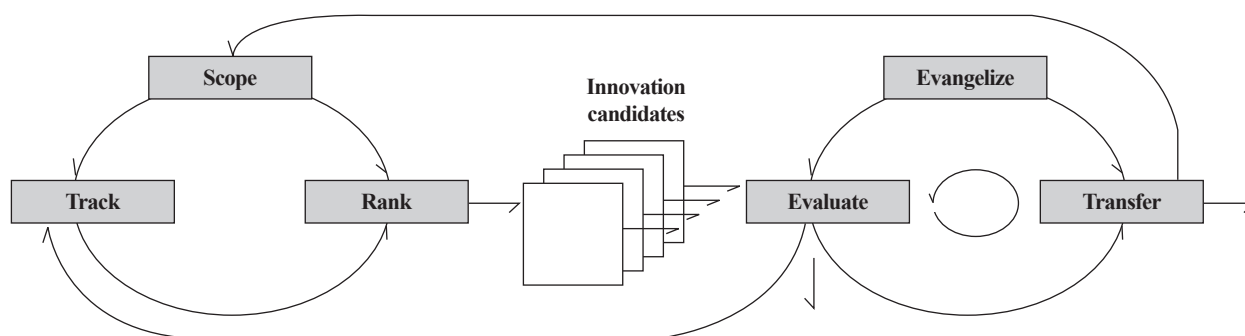 Scope
Evangelize
Innovation
candidates
Track
Rank
Evaluate
Transfer